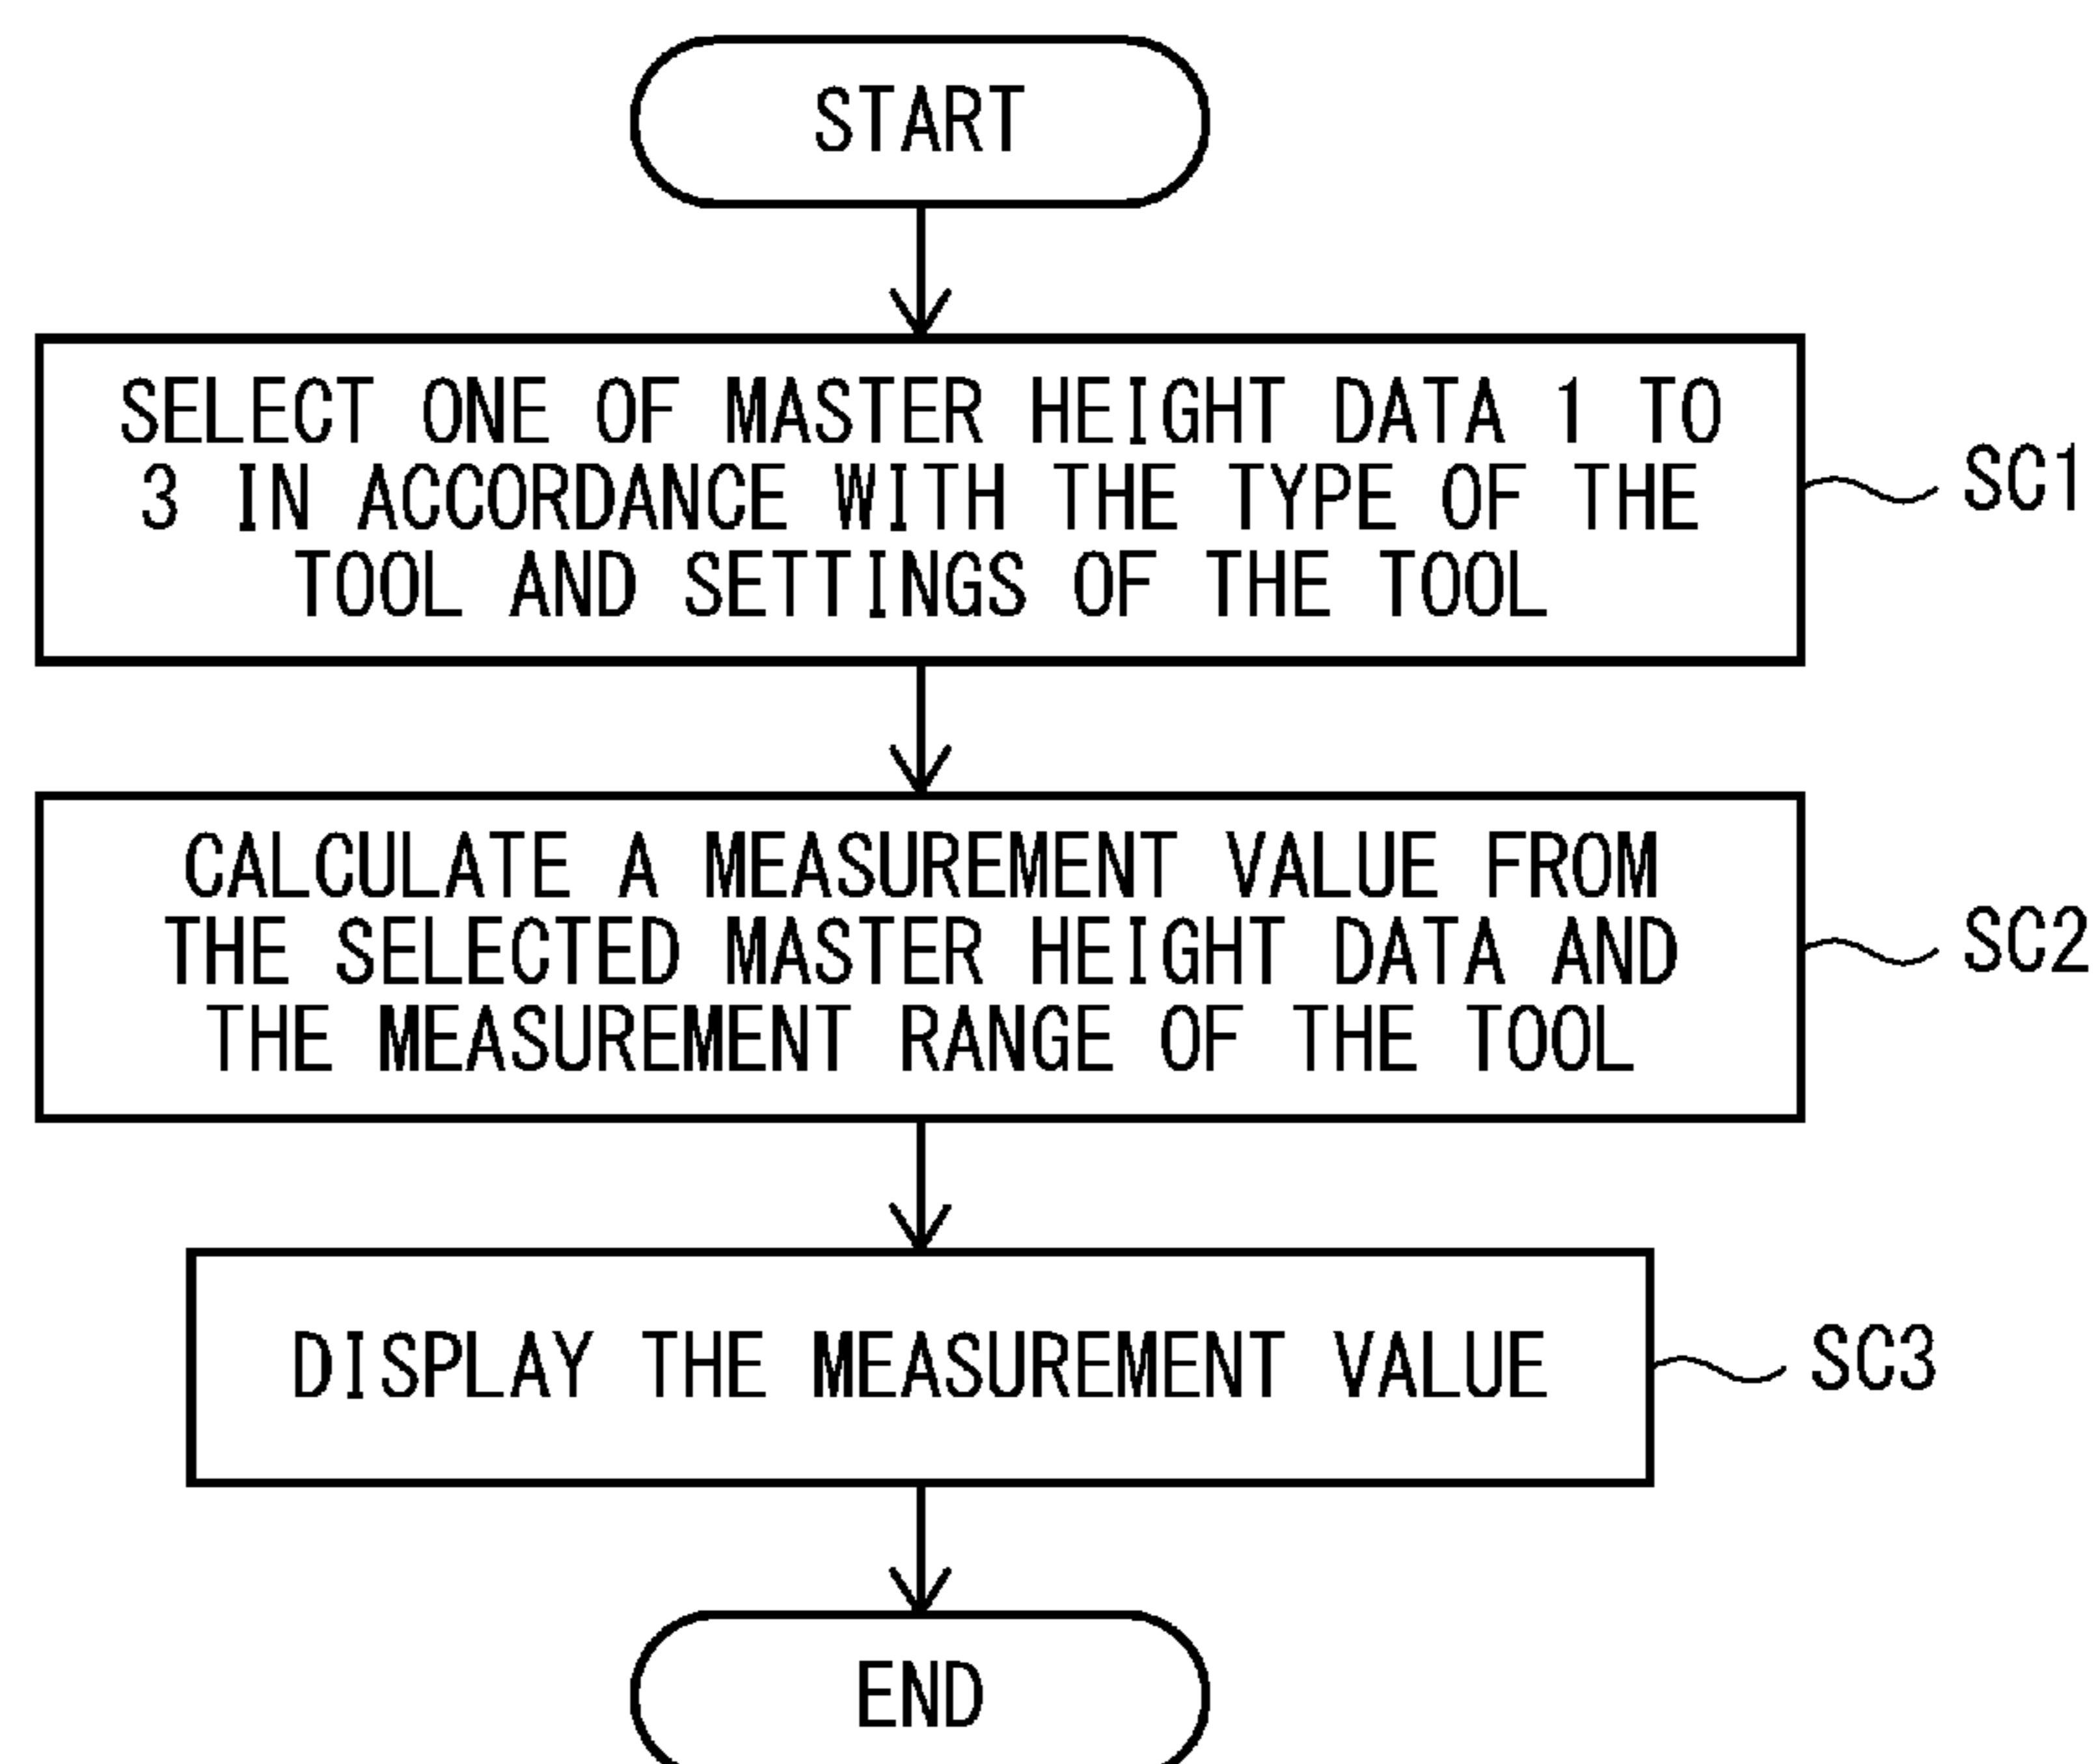 START
SELECT ONE OF MASTER HEIGHT DATA 1 TO
3 IN ACCORDANCE WITH THE TYPE OF THE
TOOL AND SETTINGS OF THE TOOL
SC1
CALCULATE A MEASUREMENT VALUE FROM
THE SELECTED MASTER HEIGHT DATA AND
THE MEASUREMENT RANGE OF THE TOOL
SC2
DISPLAY THE MEASUREMENT VALUE
SC3
END